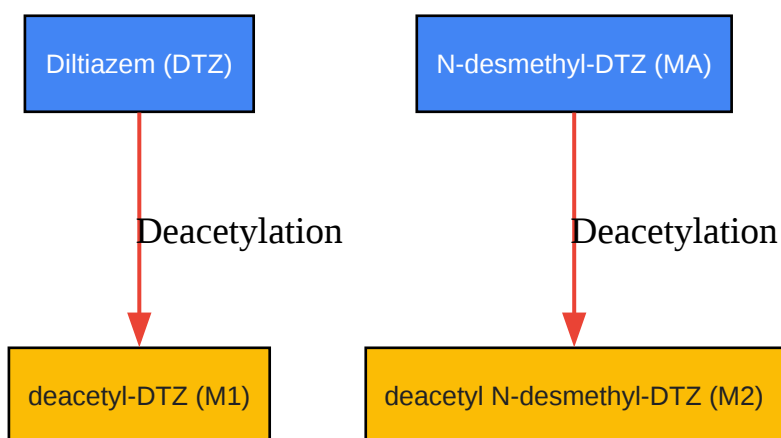 Diltiazem (DTZ)
N-desmethyl-DTZ (MA)
Deacetylation
Deacetylation
deacetyl-DTZ (M1)
deacetyl N-desmethyl-DTZ (M2)